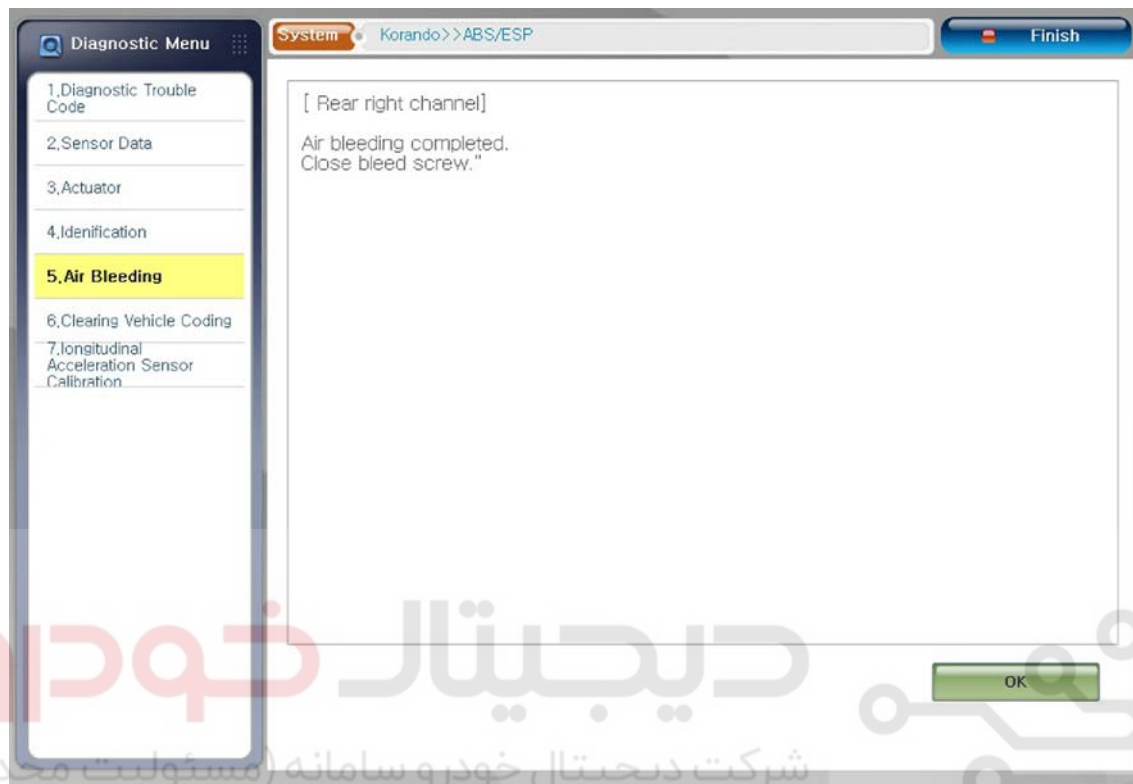 Diagnostic Menu
System
Korando>>ABS/ESP
Finish
1,Diagnostic Trouble
Code
2,Sensor Data
3,Actuator
4,Idenification
5,Air Bleeding
6,Clearing Vehicle Coding
7,longitudinal
Acceleration Sensor
Calibration
[ Rear right channel]
Air bleeding completed.
Close bleed screw."
OK
دیجیتال خودرو
شرکت دیجیتال خودرو سامانه (مسئولیت